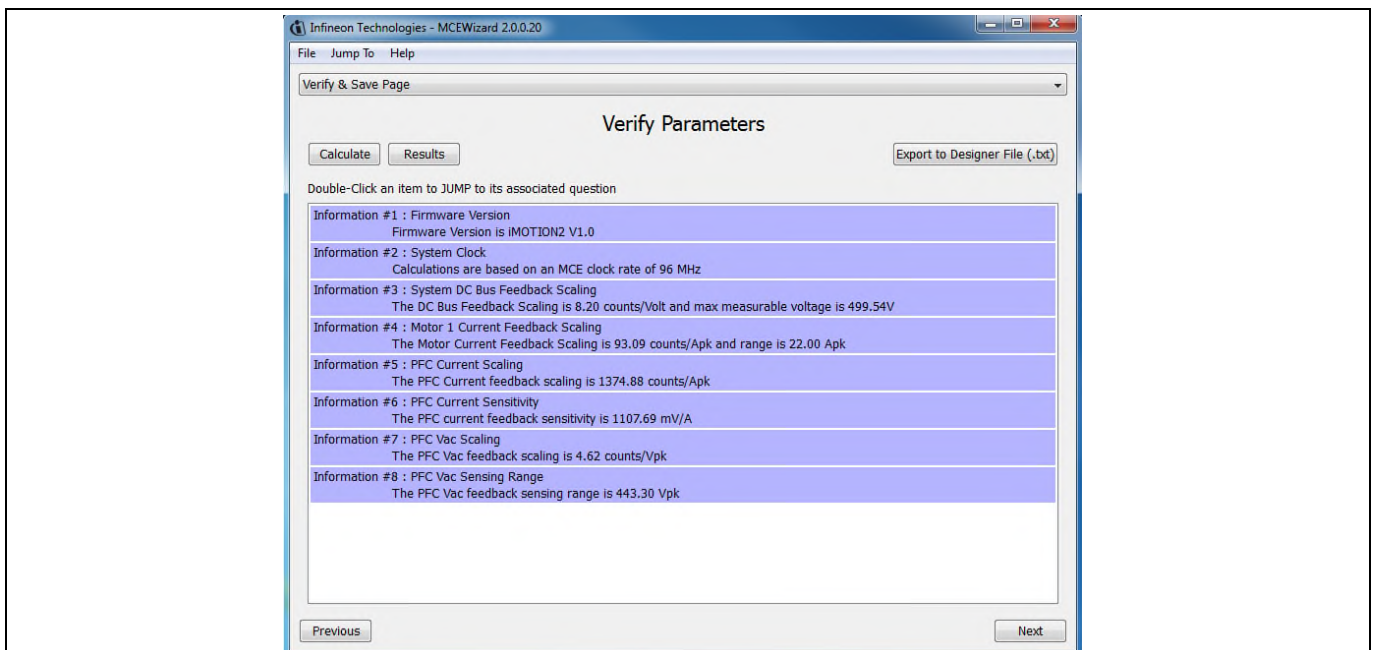 Infineon Technologies - MCEWizard 2.0.0.20
File Jump To Help
Verify & Save Page
Verify Parameters
Calculate Results Export to Designer File (.txt)
Double-Click an item to JUMP to its associated question
Information #1 : Firmware Version
Firmware Version is iMOTION2 V1.0
Information #2 : System Clock
Calculations are based on an MCE clock rate of 96 MHz
Information #3 : System DC Bus Feedback Scaling
The DC Bus Feedback Scaling is 8.20 counts/Volt and max measurable voltage is 499.54V
Information #4 : Motor 1 Current Feedback Scaling
The Motor Current Feedback Scaling is 93.09 counts/Apk and range is 22.00 Apk
Information #5 : PFC Current Scaling
The PFC Current feedback scaling is 1374.88 counts/Apk
Information #6 : PFC Current Sensitivity
The PFC current feedback sensitivity is 1107.69 mV/A
Information #7 : PFC Vac Scaling
The PFC Vac feedback scaling is 4.62 counts/Vpk
Information #8 : PFC Vac Sensing Range
The PFC Vac feedback sensing range is 443.30 Vpk
Previous Next